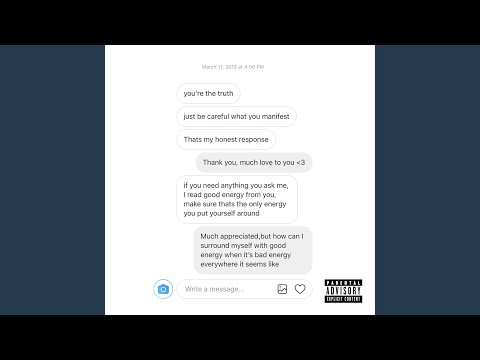 March 11, 2018 at 4:08 PM
you're the truth
just be careful what you manifest
Thats my honest response
Thank you, much love to you <3
if you need anything you ask me,
I read good energy from you,
make sure thats the only energy
you put yourself around
Much appreciated,but how can I
surround myself with good
energy when it's bad energy
everywhere it seems like
Write a message...
PARENTAL
ADVISORY
EXPLICIT CONTENT